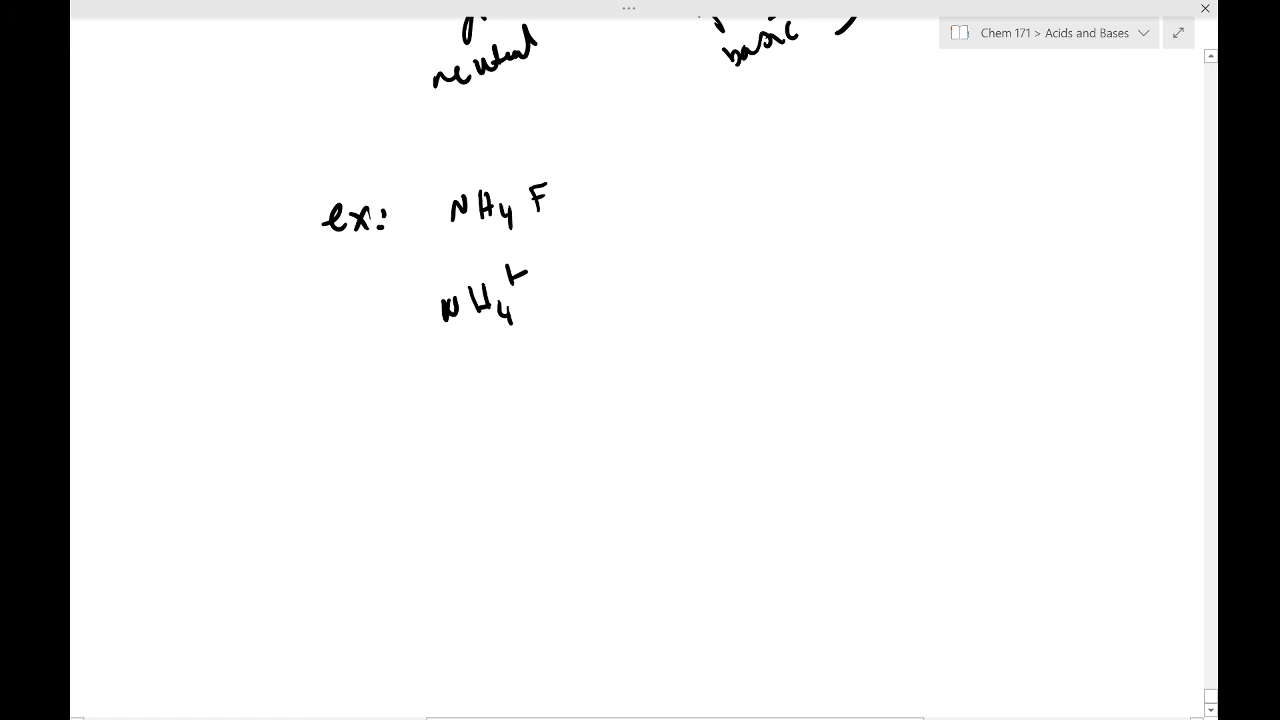 Chem 171 > Acids and Bases
neutral basic
ex: NH₄F
NH₄⁺